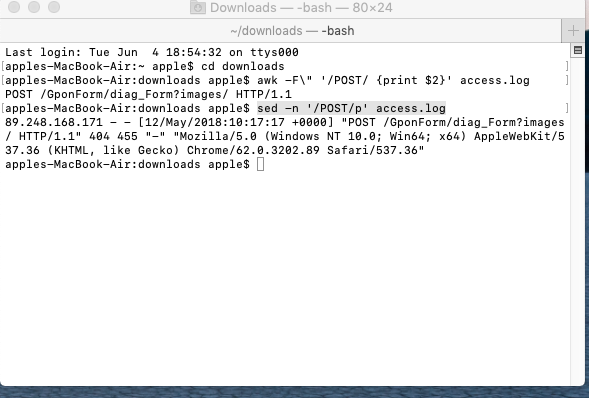 Downloads — -bash — 80×24
~/downloads — -bash
Last login: Tue Jun  4 18:54:32 on ttys000
[apples-MacBook-Air:~ apple$ cd downloads ]
[apples-MacBook-Air:downloads apple$ awk -F\" '/POST/ {print $2}' access.log ]
POST /GponForm/diag_Form?images/ HTTP/1.1
[apples-MacBook-Air:downloads apple$ sed -n '/POST/p' access.log ]
89.248.168.171 - - [12/May/2018:10:17:17 +0000] "POST /GponForm/diag_Form?images
/ HTTP/1.1" 404 455 "-" "Mozilla/5.0 (Windows NT 10.0; Win64; x64) AppleWebKit/5
37.36 (KHTML, like Gecko) Chrome/62.0.3202.89 Safari/537.36"
apples-MacBook-Air:downloads apple$